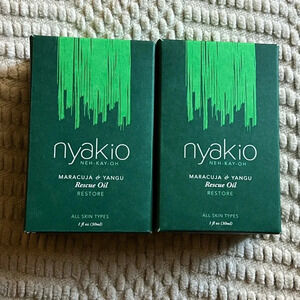 nyakio
NEH-KAY-OH
MARACUJA & YANGU
Rescue Oil
RESTORE
ALL SKIN TYPES
1 fl oz (30ml)
nyakio
NEH-KAY-OH
MARACUJA & YANGU
Rescue Oil
RESTORE
ALL SKIN TYPES
1 fl oz (30ml)